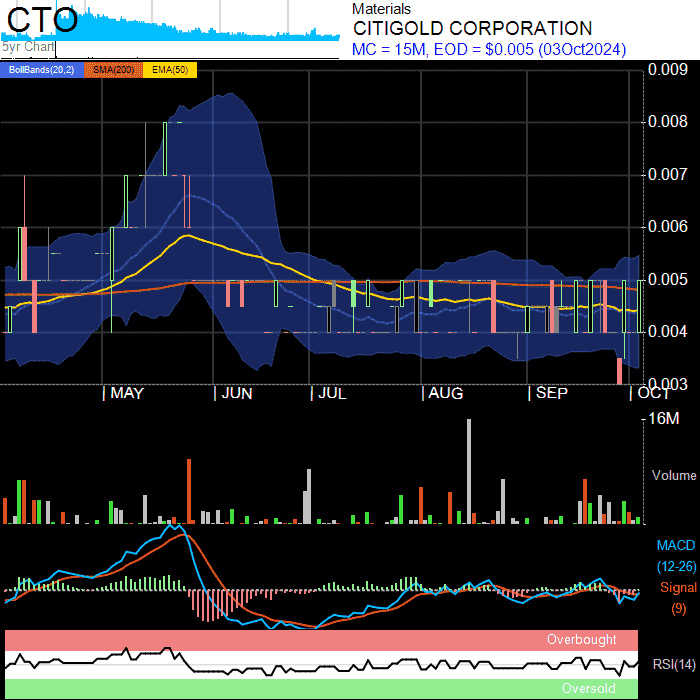 CTO
5yr Chart
Materials
CITIGOLD CORPORATION
MC = 15M, EOD = $0.005 (03Oct2024)
BollBands(20,2) SMA(200) EMA(50)
0.009
0.008
0.007
0.006
0.005
0.004
0.003
MAY JUN JUL AUG SEP OCT
16M
Volume
MACD
(12-26)
Signal
(9)
Overbought
RSI(14)
Oversold